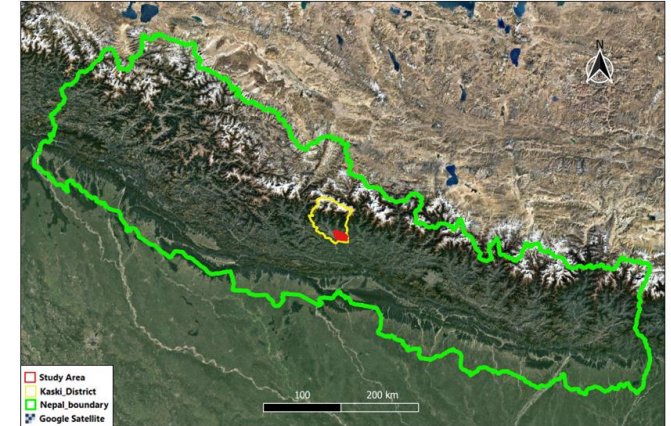 N
100
200 km
Study Area
Kaski_District
Nepal_boundary
Google Satellite